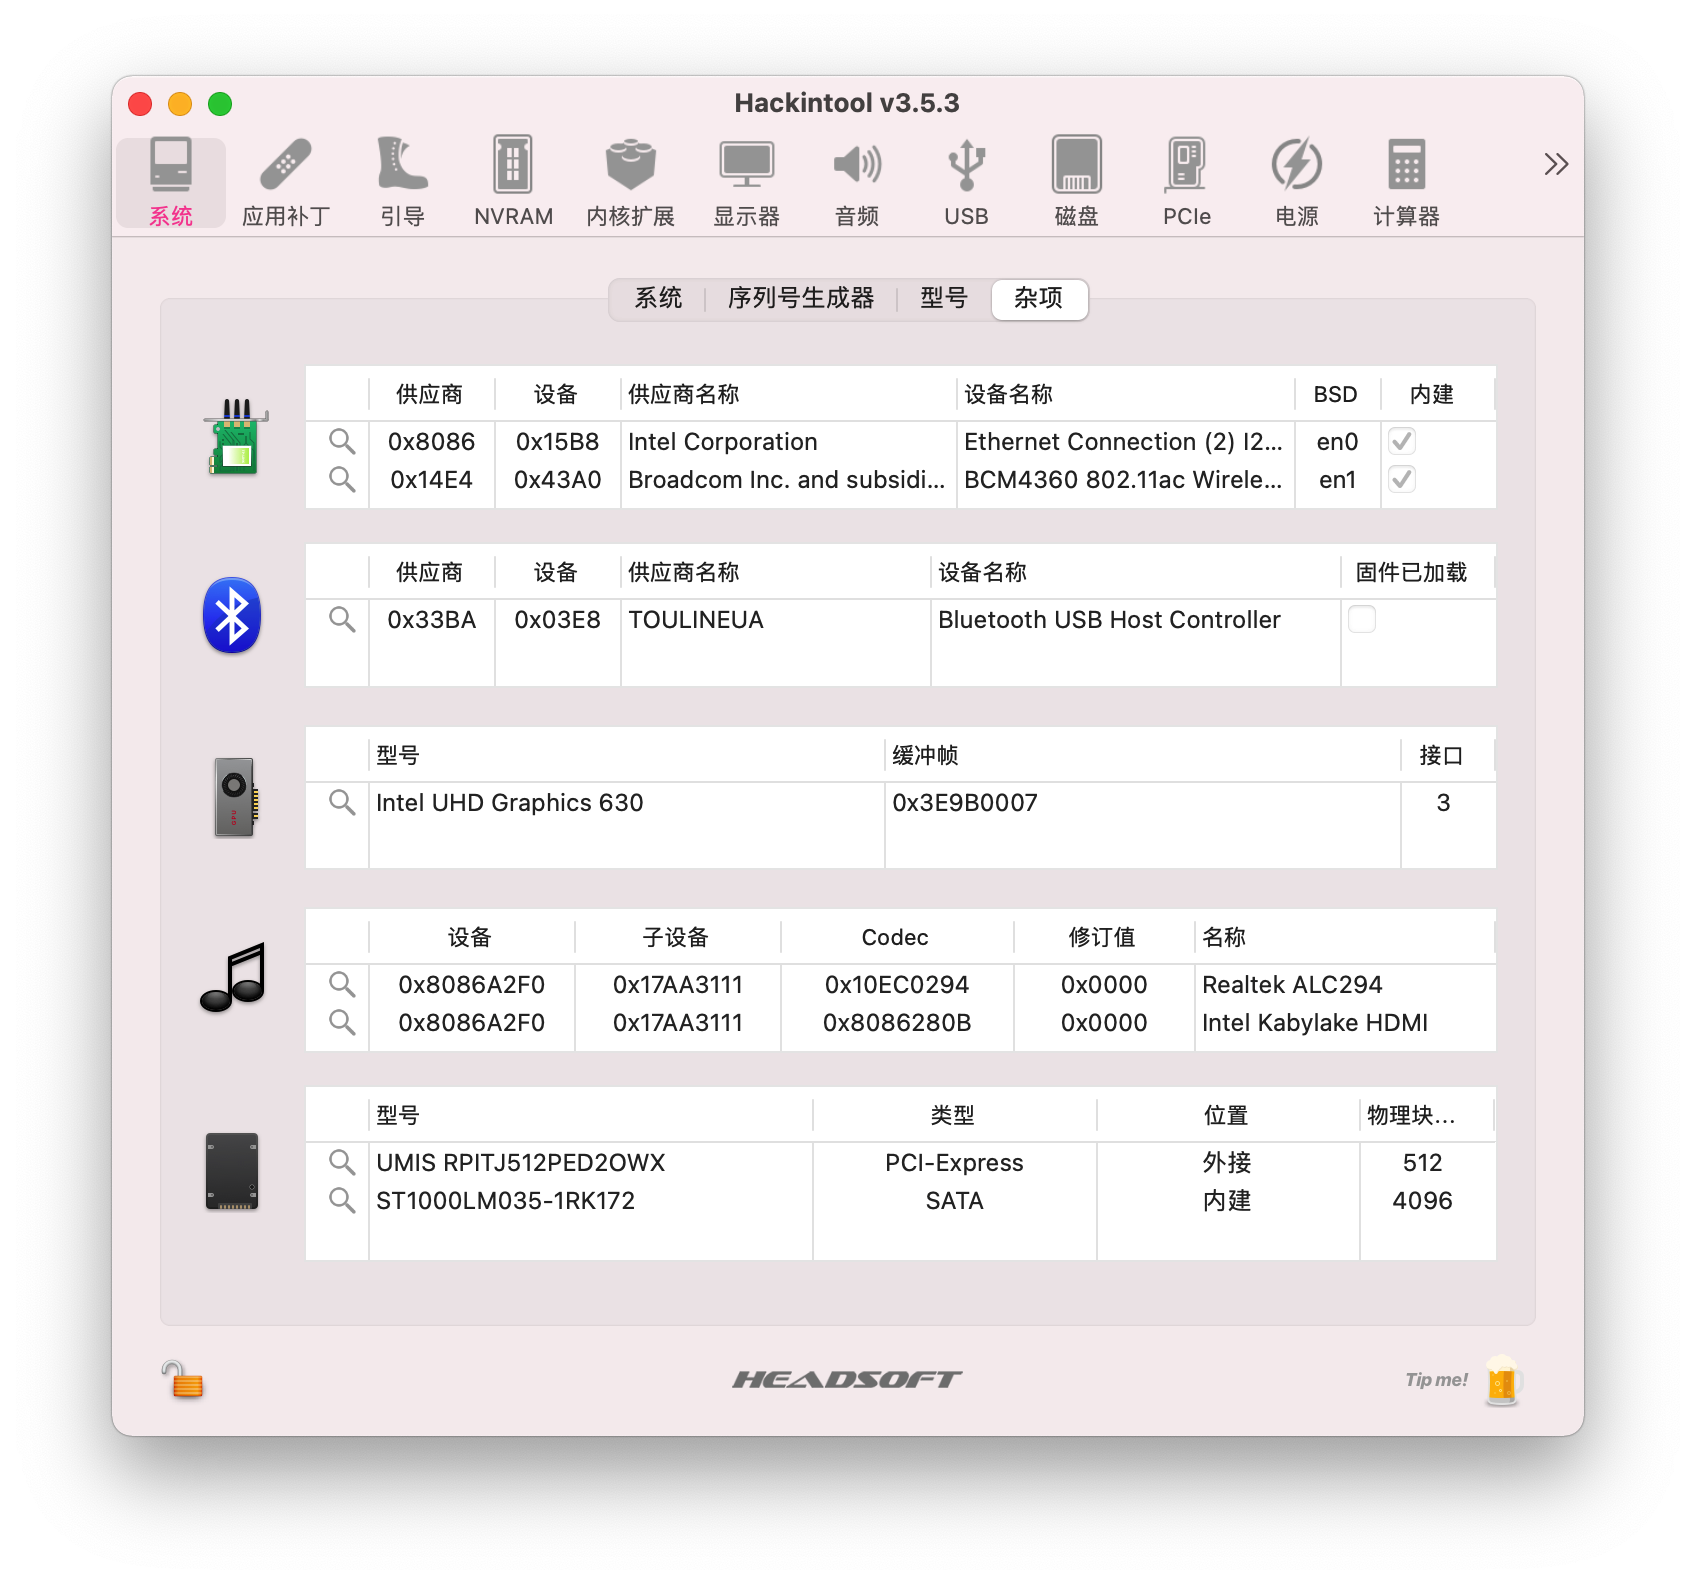 Hackintool v3.5.3
系统 应用补丁 引导 NVRAM 内核扩展 显示器 音频 USB 磁盘 PCIe 电源 计算器
系统 序列号生成器 型号 杂项
供应商 设备 供应商名称 设备名称 BSD 内建
0x8086 0x15B8 Intel Corporation Ethernet Connection (2) I2... en0
0x14E4 0x43A0 Broadcom Inc. and subsidi... BCM4360 802.11ac Wirele... en1
供应商 设备 供应商名称 设备名称 固件已加载
0x33BA 0x03E8 TOULINEUA Bluetooth USB Host Controller
型号 缓冲帧 接口
Intel UHD Graphics 630 0x3E9B0007 3
设备 子设备 Codec 修订值 名称
0x8086A2F0 0x17AA3111 0x10EC0294 0x0000 Realtek ALC294
0x8086A2F0 0x17AA3111 0x8086280B 0x0000 Intel Kabylake HDMI
型号 类型 位置 物理块...
UMIS RPITJ512PED2OWX PCI-Express 外接 512
ST1000LM035-1RK172 SATA 内建 4096
HEADSOFT Tip me!